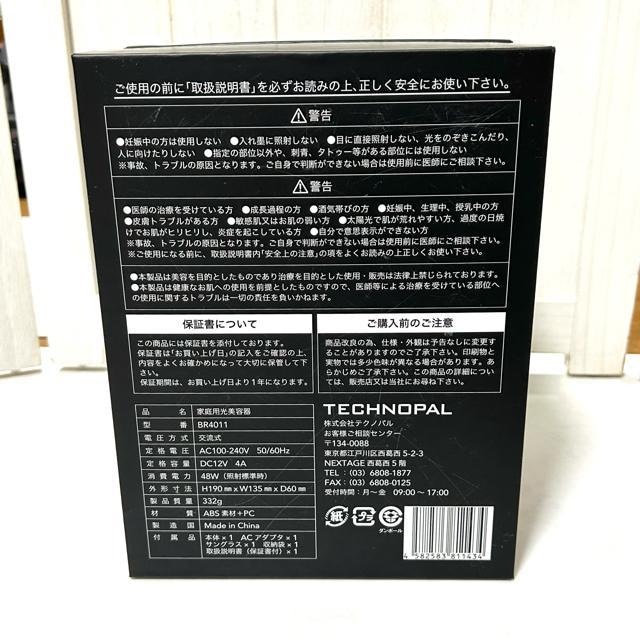 ご使用の前に「取扱説明書」を必ずお読みの上、正しく安全にお使い下さい。
⚠警告
●妊娠中の方は使用しない ●入れ墨に照射しない ●目に直接照射したり、光をのぞきこんだり、
人に向けたりしない ●指定の部位以外や、刺青、タトゥー等がある部位には使用しない
※事故、トラブルの原因となります。ご自身で判断ができない場合は使用前に医師にご相談下さい。
⚠警告
●医師の治療を受けている方 ●成長過程の方 ●酒気帯びの方 ●妊娠中、生理中、授乳中の方
●皮膚トラブルがある方 ●敏感肌又はお肌の弱い方 ●太陽光で肌が荒れやすい方、過度の日焼
けでお肌がヒリヒリし、炎症を起こしている方 ●自分で意思表示ができない方
※事故、トラブルの原因となります。ご自身で判断ができない場合は使用前に医師にご相談下さい。
※ご使用になる前に、取扱説明書内「安全上の注意」の項をよくお読みの上正しくお使い下さい。
●本製品は美容を目的としたものであり治療を目的とした使用・販売は法律上禁じられております。
●本製品は健康なお肌への使用を前提としたものですので、医師等による治療を受けている部位へ
の使用に関するトラブルは一切の責任を負いかねます。
保証書について
この商品には保証書を添付しております。
保証書は「お買い上げ日」の記入をご確認の上、
内容をよくお確かめになって大切に保管して下
さい。
保証期間は、お買い上げ日より1年になります。
ご購入前のご注意
商品改良の為、仕様・外観は予告なしに変更
することがありますのでご了承下さい。印刷物と
実物では多少色味が異なる場合があります。あ
らかじめご了承下さい。この商品の詳細について
は、販売店又は当社にお尋ね下さい。
品名 家庭用光美容器
型番 BR4011
電圧方式 交流式
定格電圧 AC100-240V 50/60Hz
定格容量 DC12V 4A
消費電力 48W（照射標準時）
外形寸法 H190㎜×W135㎜×D60㎜
製品質量 332g
材質 ABS素材+PC
製造国 Made in China
付属品 本体×1 ACアダプタ×1
サングラス×1 収納袋×1
取扱説明書（保証書付）×1
TECHNOPAL
株式会社テクノパル
お客様ご相談センター
〒134-0088
東京都江戸川区西葛西5-2-3
NEXTAGE西葛西5階
TEL：(03) 6808-1877
FAX：(03) 6808-0125
受付時間：月～金 09:00～17:00
紙
プラ
ダンボール
4 582583 811434